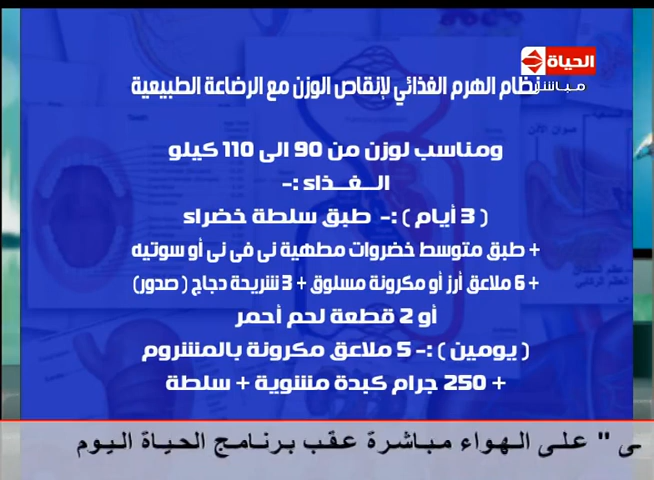 الحياة
مباشر
نظام الهرم الغذائي لإنقاص الوزن مع الرضاعة الطبيعية
ومناسب لوزن من 90 الى 110 كيلو
الــغــذاء :-
( 3 أيام ) :- طبق سلطة خضراء
+ طبق متوسط خضروات مطهية نى فى نى أو سوتيه
+ 6 ملاعق أرز أو مكرونة مسلوق + 3 شريحة دجاج ( صدور)
أو 2 قطعة لحم أحمر
( يومين ) :- 5 ملاعق مكرونة بالمشروم
+ 250 جرام كبدة مشوية + سلطة
ـى " على الهواء مباشرة عقب برنامج الحياة اليوم